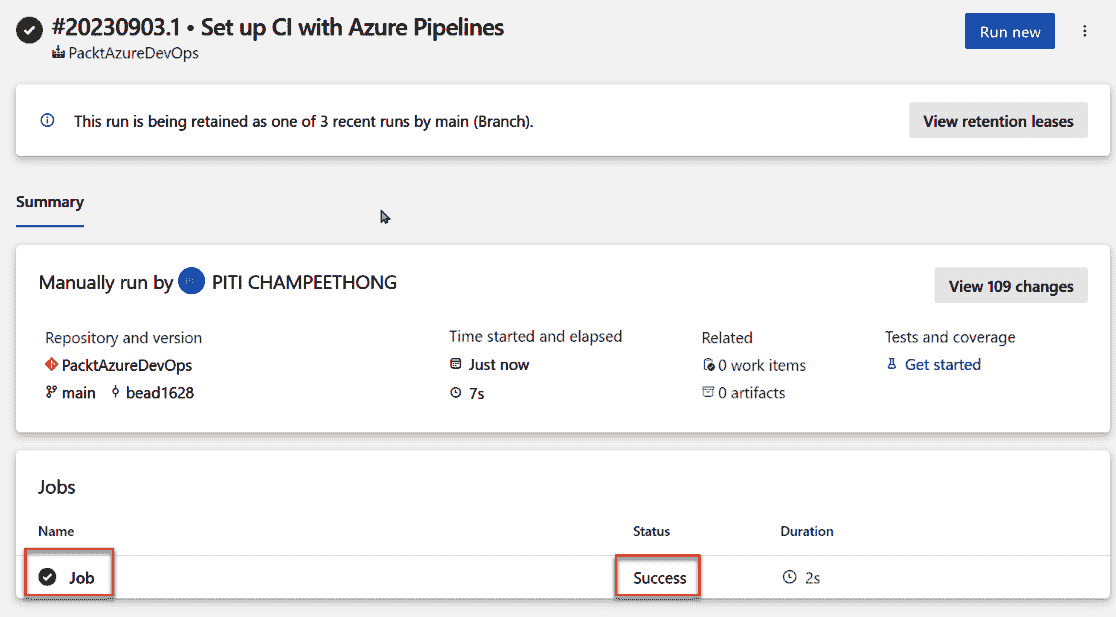 #20230903.1 • Set up CI with Azure Pipelines
PacktAzureDevOps
Run new
This run is being retained as one of 3 recent runs by main (Branch).
View retention leases
Summary
Manually run by PITI CHAMPEETHONG
View 109 changes
Repository and version
PacktAzureDevOps
main bead1628
Time started and elapsed
Just now
7s
Related
0 work items
0 artifacts
Tests and coverage
Get started
Jobs
Name Status Duration
Job Success 2s